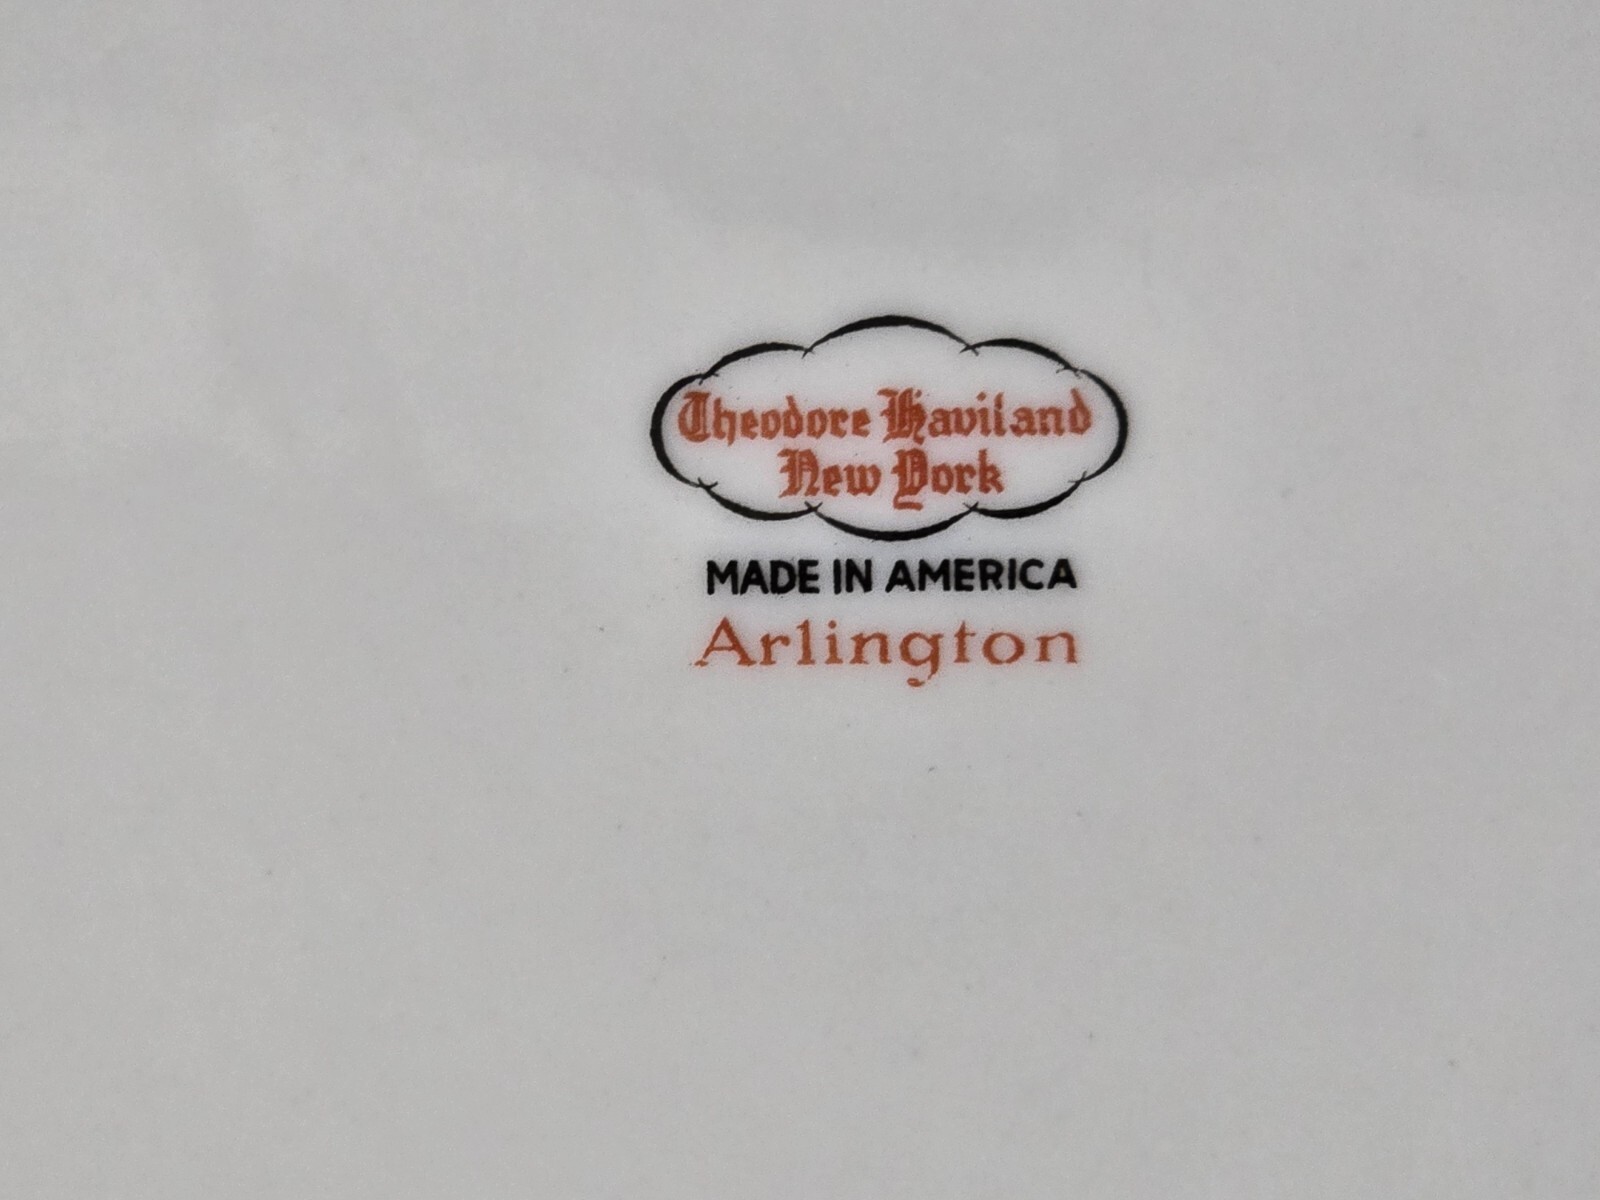 Theodore Haviland
New York
MADE IN AMERICA
Arlington